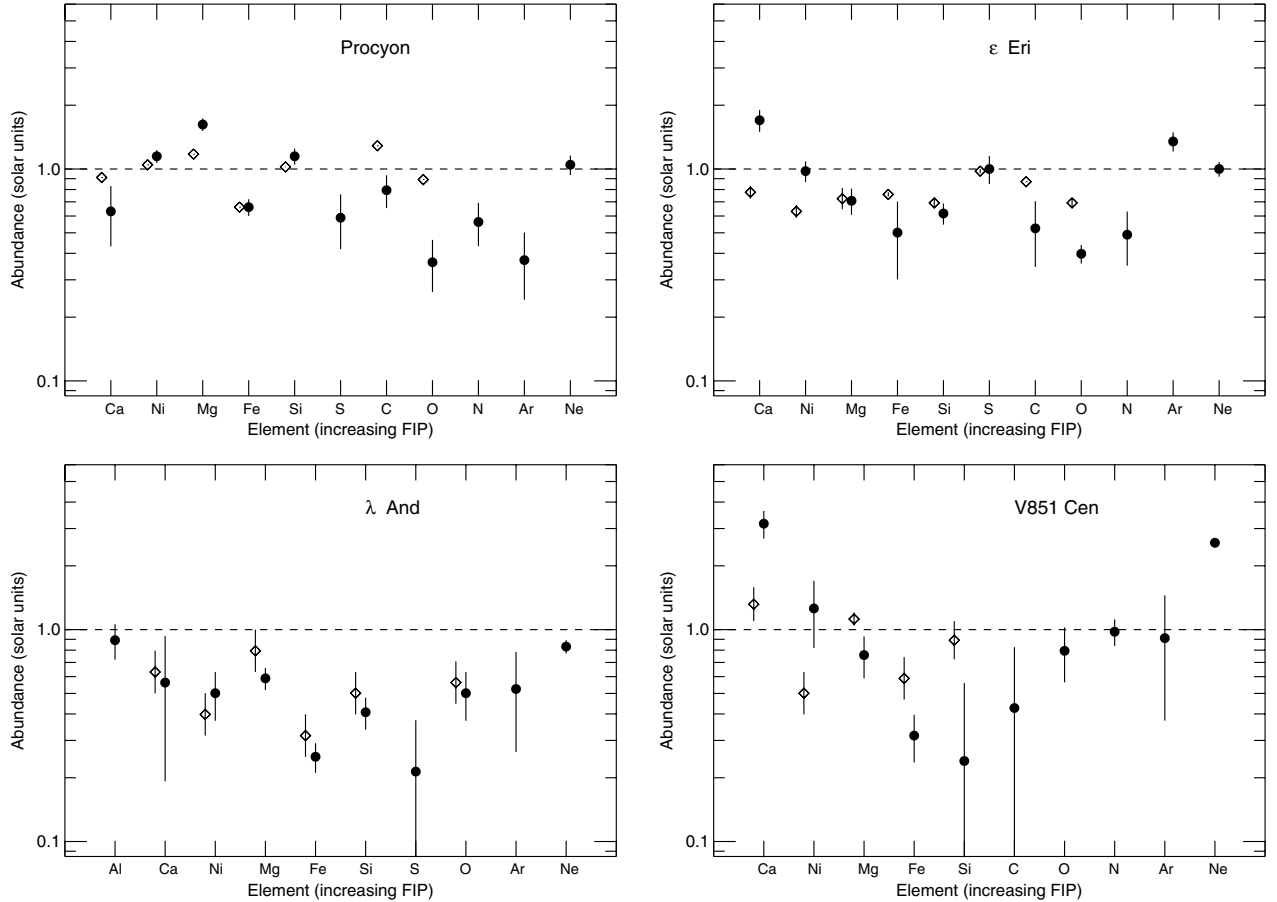 Procyon
Abundance (solar units)
1.0
0.1
Ca Ni Mg Fe Si S C O N Ar Ne
Element (increasing FIP)
ε Eri
Abundance (solar units)
1.0
0.1
Ca Ni Mg Fe Si S C O N Ar Ne
Element (increasing FIP)
λ And
Abundance (solar units)
1.0
0.1
Al Ca Ni Mg Fe Si S O Ar Ne
Element (increasing FIP)
V851 Cen
Abundance (solar units)
1.0
0.1
Ca Ni Mg Fe Si C O N Ar Ne
Element (increasing FIP)